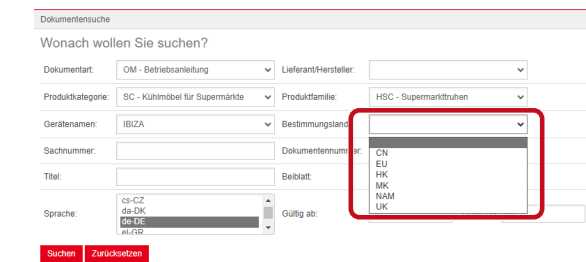 Dokumentensuche
Wonach wollen Sie suchen?
Dokumentart: OM - Betriebsanleitung Lieferant/Hersteller:
Produktkategorie: SC - Kühlmöbel für Supermärkte Produktfamilie: HSC - Supermarkttruhen
Gerätenamen: IBIZA Bestimmungsland
Sachnummer: Dokumentennummer:
CN
EU
HK
MK
NAM
UK
Titel: Beiblatt:
Sprache: cs-CZ
da-DK
de-DE
el-GR
Gültig ab:
Suchen Zurücksetzen